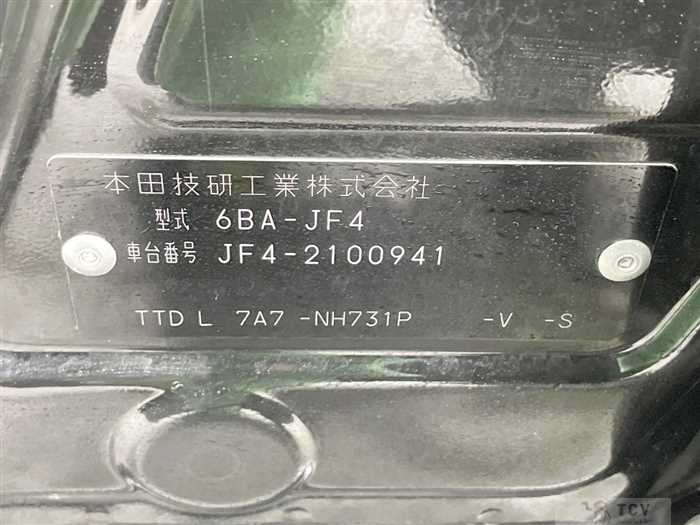 本田技研工業株式会社
型式 6BA-JF4
車台番号 JF4-2100941
TTD L 7A7 -NH731P -V -S
TCV